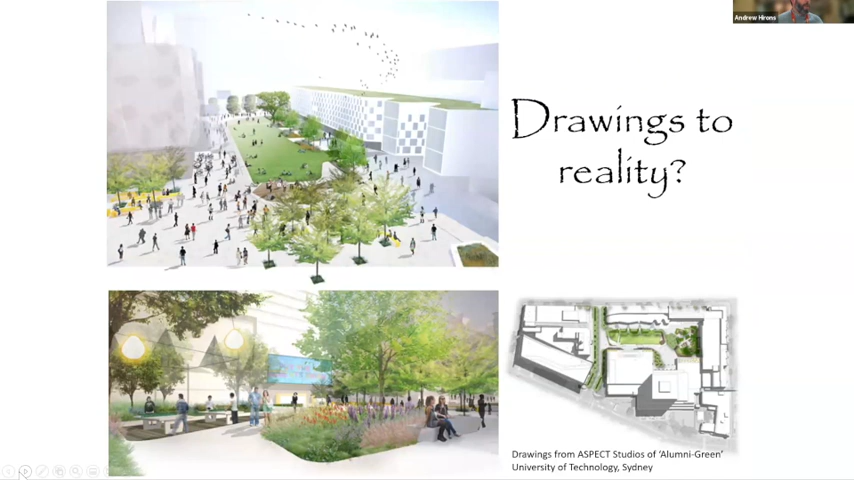 Andrew Hirons
Drawings to
reality?
Drawings from ASPECT Studios of ‘Alumni-Green’
University of Technology, Sydney